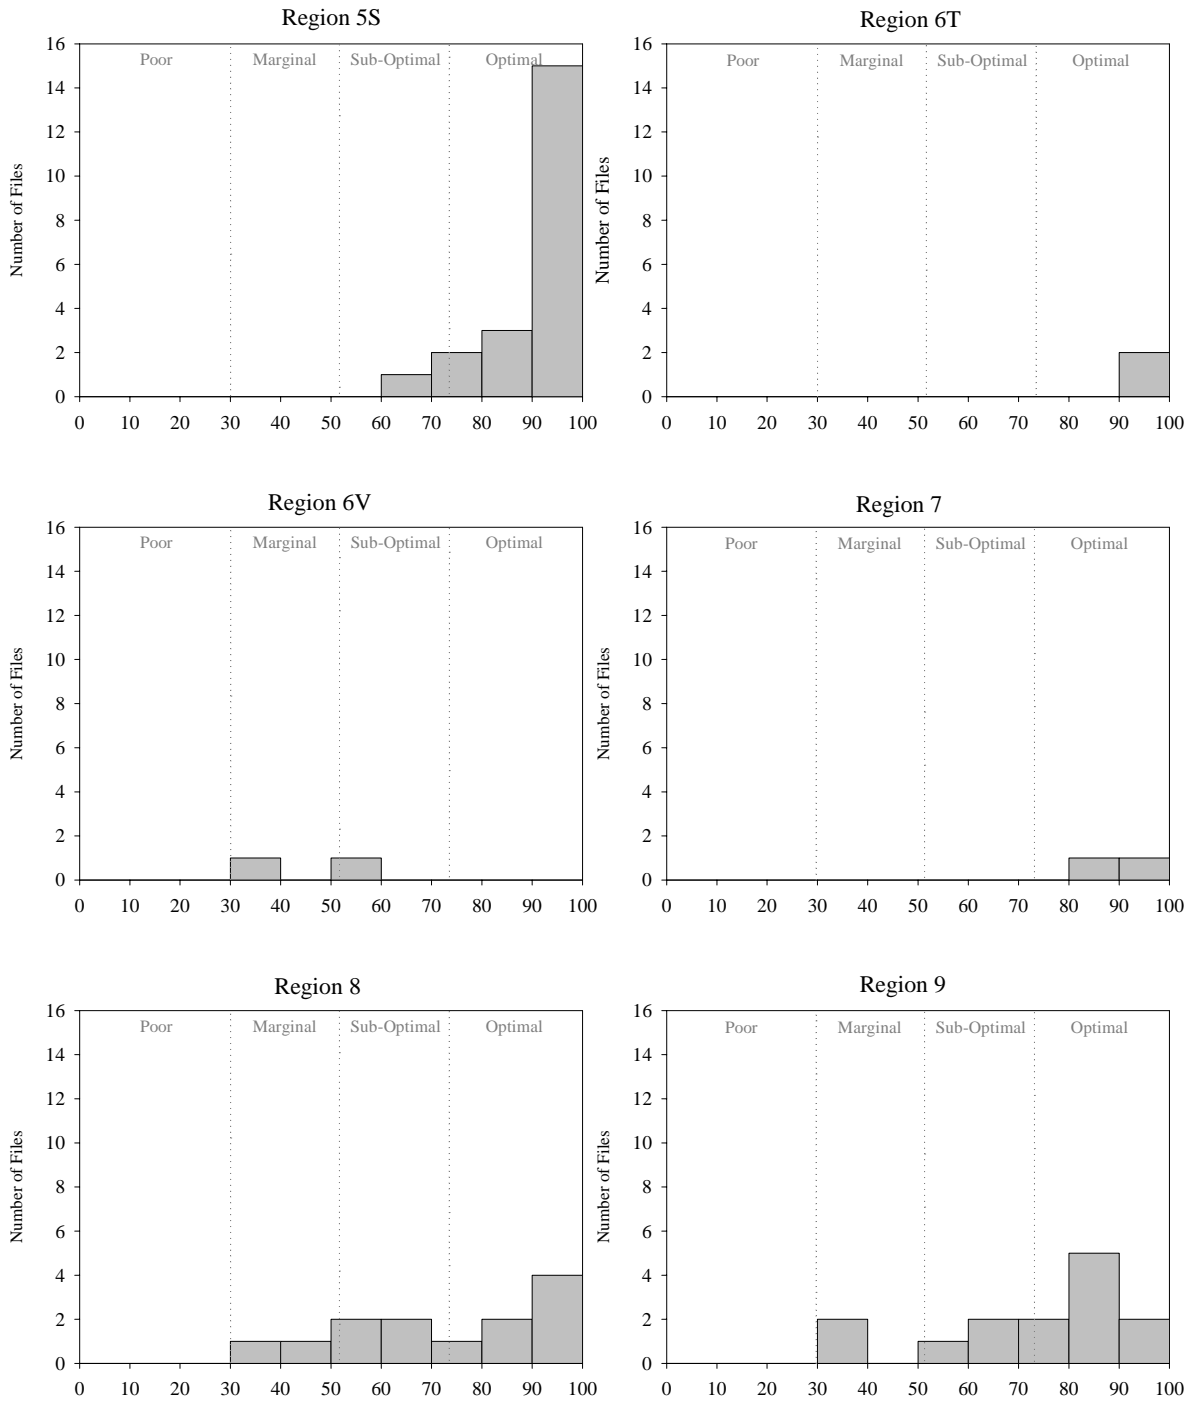 Region 5S
Region 6T
16
14
12
10
8
6
4
2
0
Number of Files
Poor Marginal Sub-Optimal Optimal
0 10 20 30 40 50 60 70 80 90 100
16
14
12
10
8
6
4
2
0
Number of Files
Poor Marginal Sub-Optimal Optimal
0 10 20 30 40 50 60 70 80 90 100
Region 6V
Region 7
16
14
12
10
8
6
4
2
0
Number of Files
Poor Marginal Sub-Optimal Optimal
0 10 20 30 40 50 60 70 80 90 100
16
14
12
10
8
6
4
2
0
Number of Files
Poor Marginal Sub-Optimal Optimal
0 10 20 30 40 50 60 70 80 90 100
Region 8
Region 9
16
14
12
10
8
6
4
2
0
Number of Files
Poor Marginal Sub-Optimal Optimal
0 10 20 30 40 50 60 70 80 90 100
16
14
12
10
8
6
4
2
0
Number of Files
Poor Marginal Sub-Optimal Optimal
0 10 20 30 40 50 60 70 80 90 100